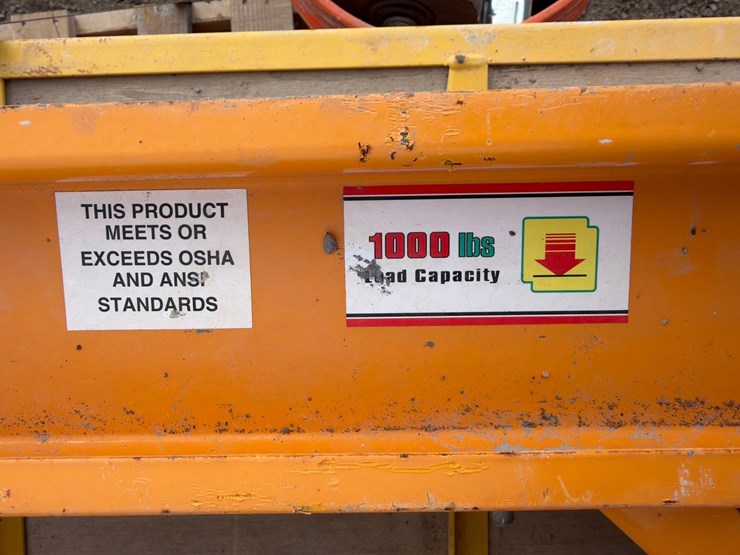 THIS PRODUCT
MEETS OR
EXCEEDS OSHA
AND ANSI
STANDARDS
1000 lbs
Load Capacity